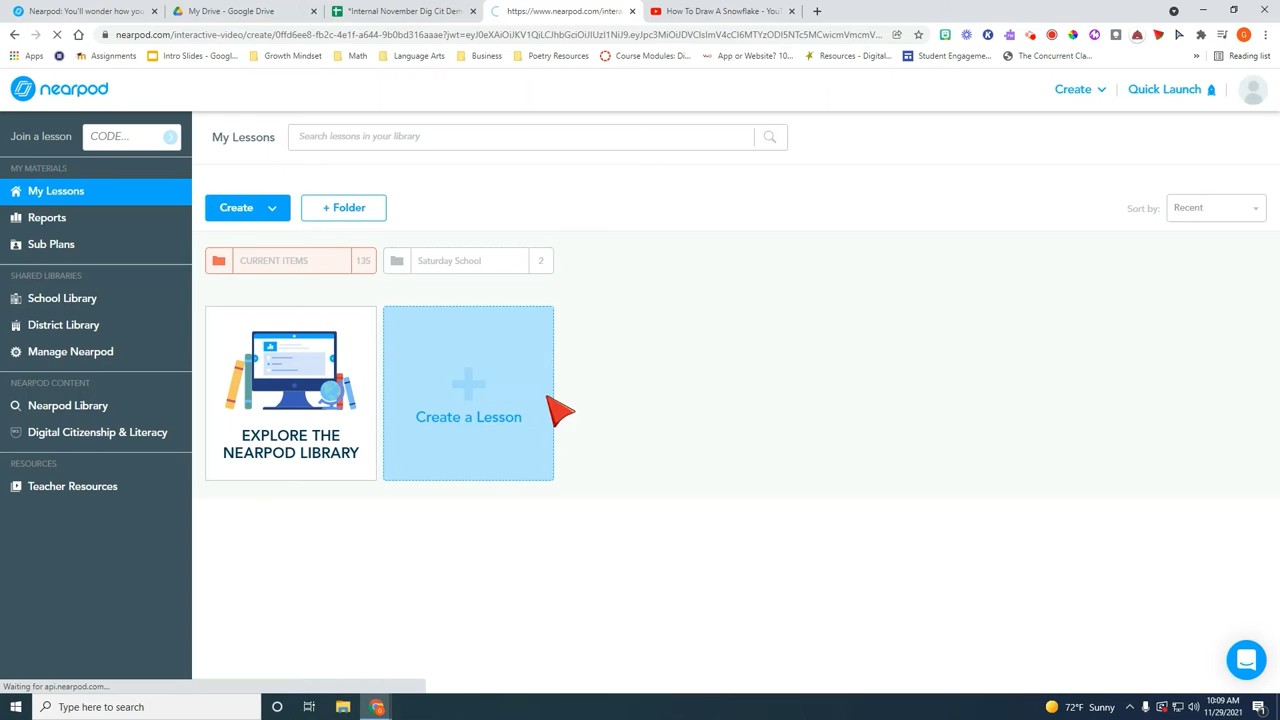 Nearpod: You'll wonder how you
My Drive - Google Drive
"Internal November Dig Cit Dem
https://www.nearpod.com/intera
How To Draw A Snowflake - YouT
nearpod.com/interactive-video/create/0ffd6ee8-fb2c-4e1f-a644-9b0bd316aaae?jwt=eyJ0eXAiOiJKV1QiLCJhbGciOiJIUzI1NiJ9
Apps
Assignments
Intro Slides - Googl...
Growth Mindset
Math
Language Arts
Business
Poetry Resources
Course Modules: Di...
App or Website? 10...
Resources - Digital...
Student Engageme...
The Concurrent Cla...
»
Reading list
nearpod
Create
Quick Launch
Join a lesson
CODE...
My Lessons
Search lessons in your library
MY MATERIALS
My Lessons
Reports
Sub Plans
Create
+ Folder
Sort by:
Recent
CURRENT ITEMS
135
Saturday School
2
SHARED LIBRARIES
School Library
District Library
Manage Nearpod
NEARPOD CONTENT
Nearpod Library
Digital Citizenship & Literacy
RESOURCES
Teacher Resources
EXPLORE THE
NEARPOD LIBRARY
Create a Lesson
Waiting for api.nearpod.com...
Type here to search
72°F Sunny
10:09 AM
11/29/2021